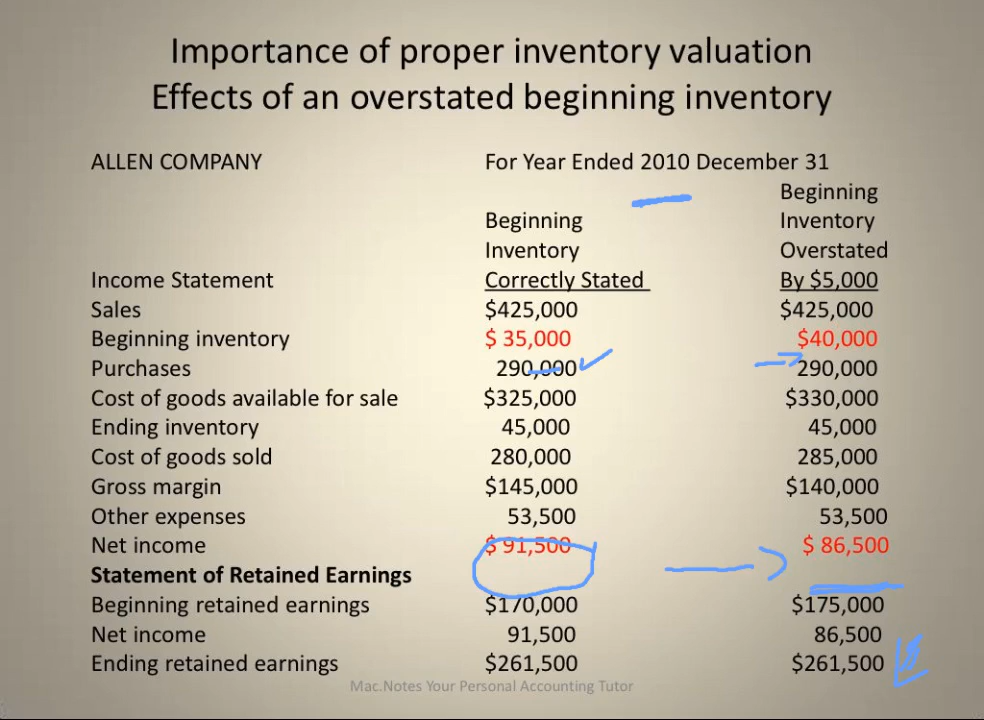 Importance of proper inventory valuation
Effects of an overstated beginning inventory
ALLEN COMPANY For Year Ended 2010 December 31
Beginning
Beginning Inventory
Inventory Overstated
Income Statement Correctly Stated By $5,000
Sales $425,000 $425,000
Beginning inventory $ 35,000 $40,000
Purchases 290,000 290,000
Cost of goods available for sale $325,000 $330,000
Ending inventory 45,000 45,000
Cost of goods sold 280,000 285,000
Gross margin $145,000 $140,000
Other expenses 53,500 53,500
Net income $ 91,500 $ 86,500
Statement of Retained Earnings
Beginning retained earnings $170,000 $175,000
Net income 91,500 86,500
Ending retained earnings $261,500 $261,500
Mac.Notes Your Personal Accounting Tutor